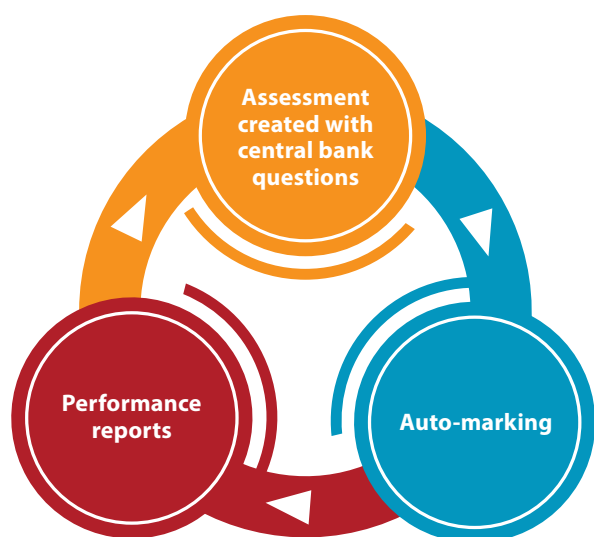 Assessment
created with
central bank
questions
Performance
reports
Auto-marking